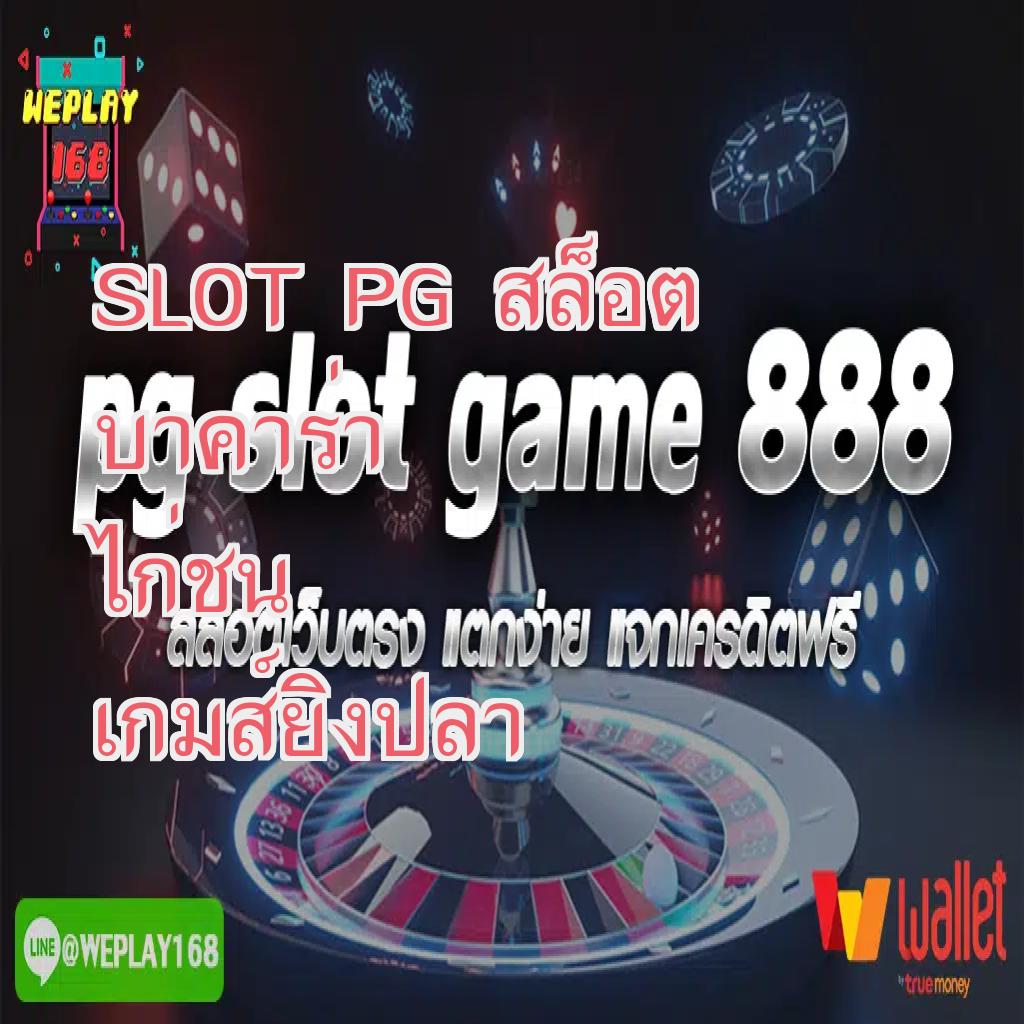 WEPLAY
168
SLOT PG สล็อต
pg slot game 888
บาคาร่า
ไก่ชน
สล็อตเว็บตรง แตกง่าย แจกเครดิตฟรี
เกมส์ยิงปลา
LINE @WEPLAY168
wallet
by truemoney